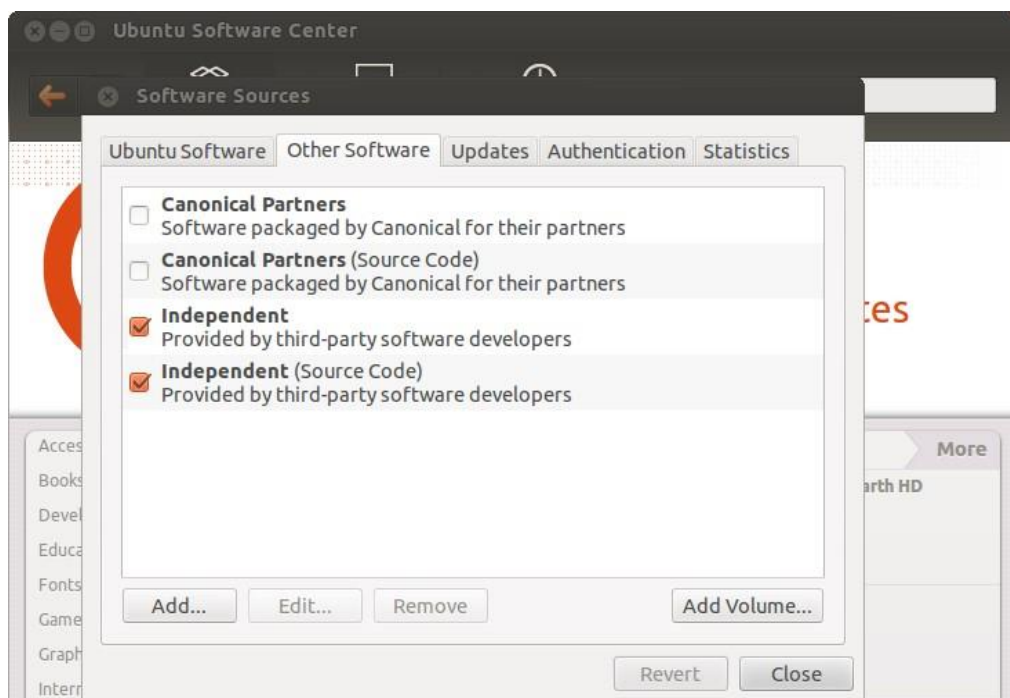 Ubuntu Software Center
Software Sources
Ubuntu Software Other Software Updates Authentication Statistics
Canonical Partners
Software packaged by Canonical for their partners
Canonical Partners (Source Code)
Software packaged by Canonical for their partners
Independent
Provided by third-party software developers
Independent (Source Code)
Provided by third-party software developers
Add... Edit... Remove Add Volume...
Revert Close
tes
More
arth HD
Acces
Books
Devel
Educa
Fonts
Game
Graph
Intern